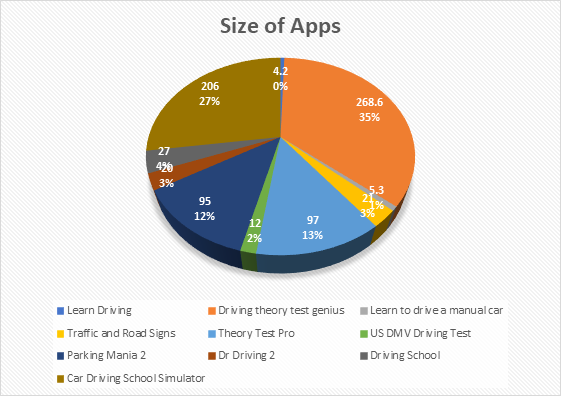 Size of Apps
4.2
0%
268.6
35%
5.3
1%
21
3%
97
13%
12
2%
95
12%
20
3%
27
4%
206
27%
Learn Driving
Driving theory test genius
Learn to drive a manual car
Traffic and Road Signs
Theory Test Pro
US DMV Driving Test
Parking Mania 2
Dr Driving 2
Driving School
Car Driving School Simulator